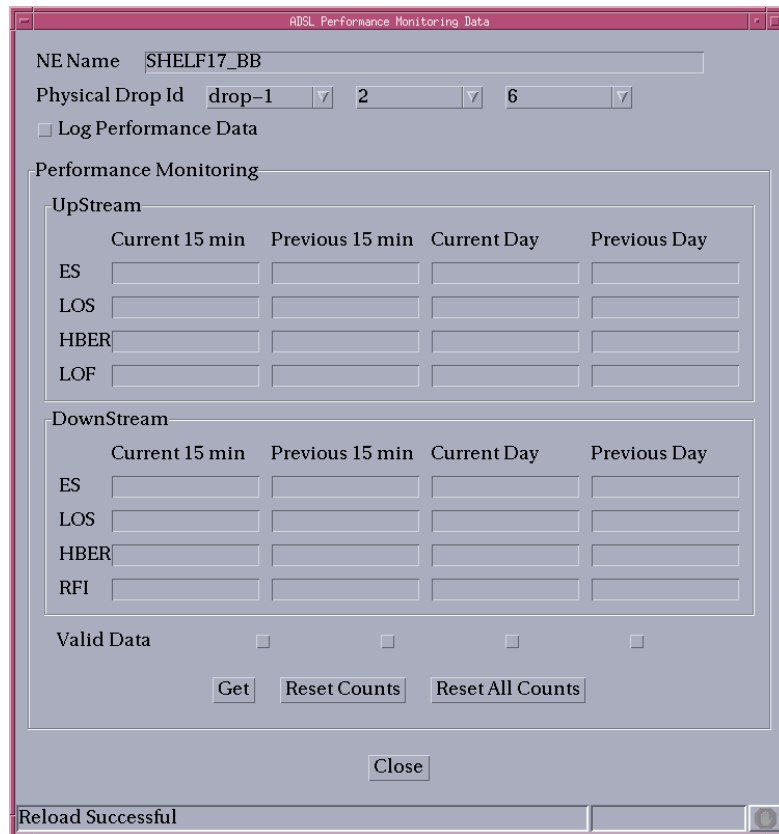 ADSL Performance Monitoring Data
NE Name SHELF17_BB
Physical Drop Id drop-1 2 6
Log Performance Data
Performance Monitoring
UpStream
Current 15 min Previous 15 min Current Day Previous Day
ES
LOS
HBER
LOF
DownStream
Current 15 min Previous 15 min Current Day Previous Day
ES
LOS
HBER
RFI
Valid Data
Get Reset Counts Reset All Counts
Close
Reload Successful